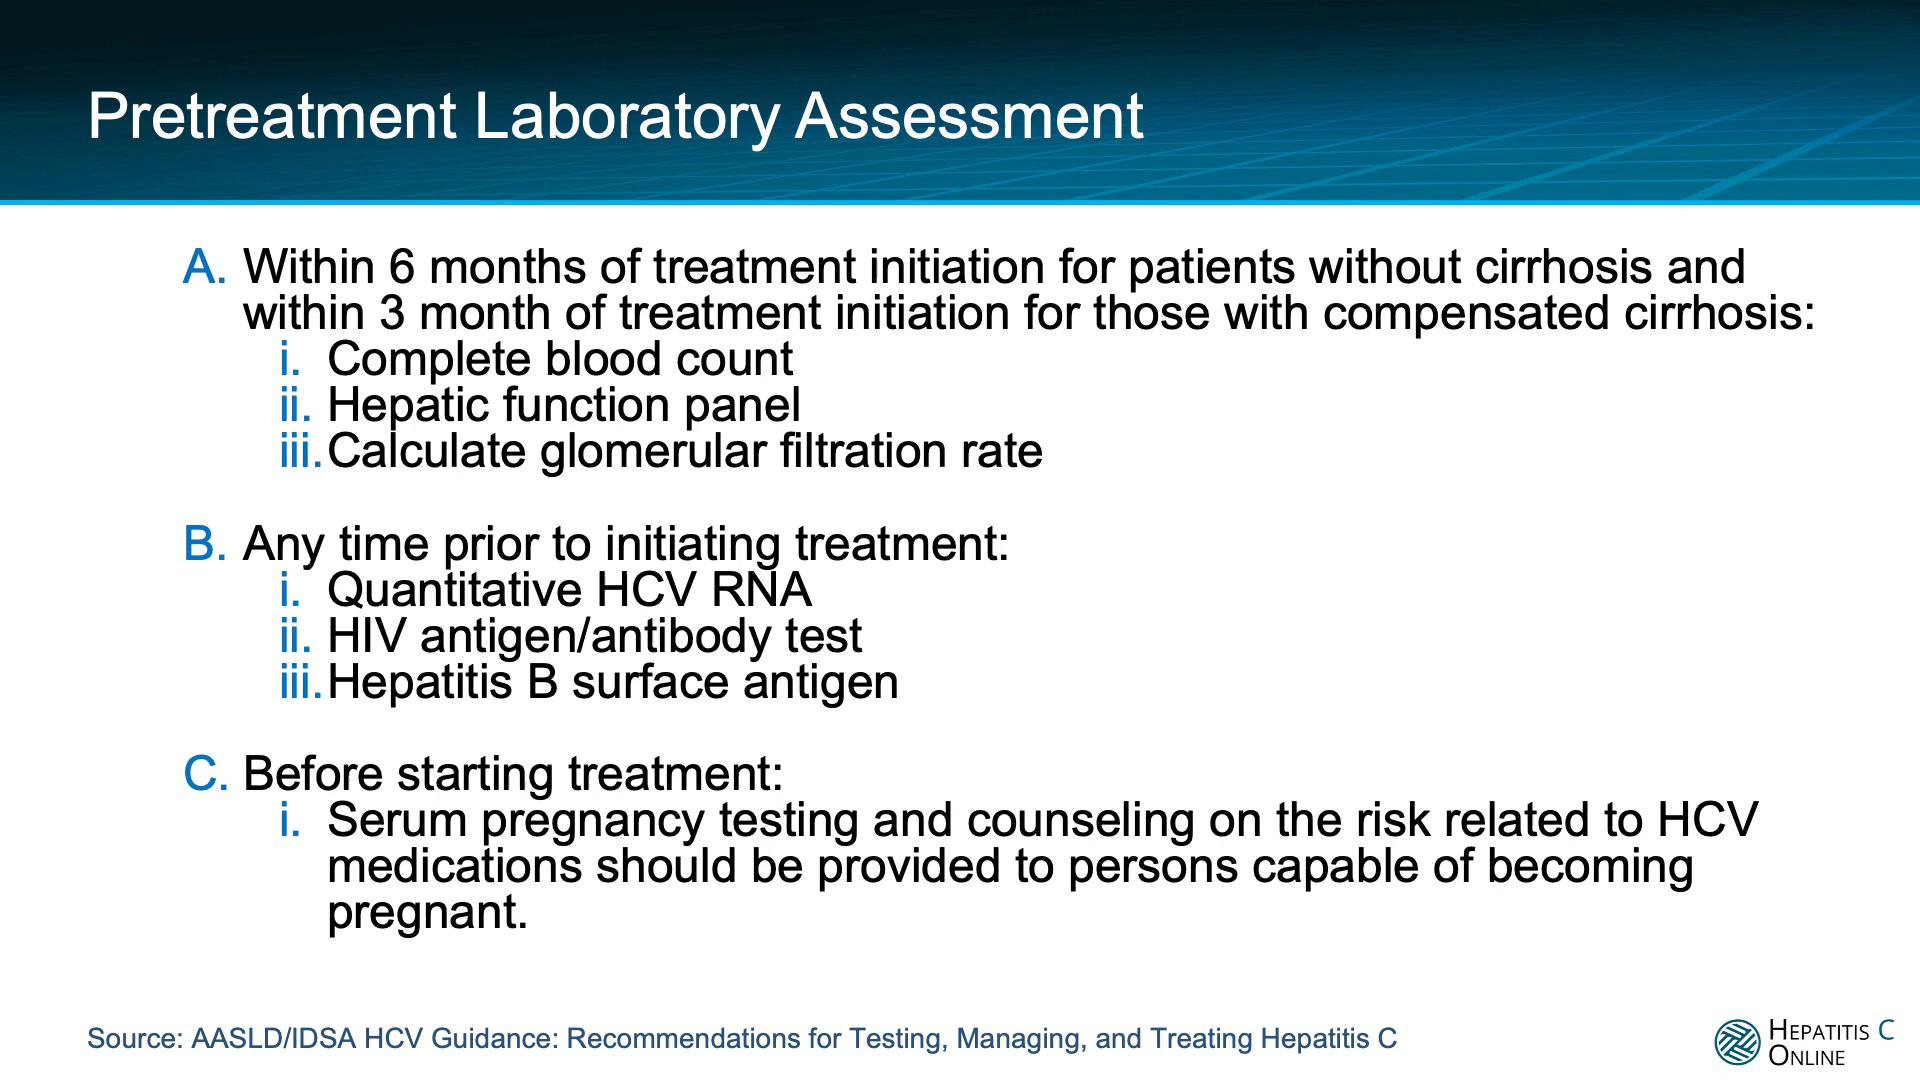 Pretreatment Laboratory Assessment
A. Within 6 months of treatment initiation for patients without cirrhosis and
within 3 month of treatment initiation for those with compensated cirrhosis:
i. Complete blood count
ii. Hepatic function panel
iii. Calculate glomerular filtration rate
B. Any time prior to initiating treatment:
i. Quantitative HCV RNA
ii. HIV antigen/antibody test
iii. Hepatitis B surface antigen
C. Before starting treatment:
i. Serum pregnancy testing and counseling on the risk related to HCV
medications should be provided to persons capable of becoming
pregnant.
Source: AASLD/IDSA HCV Guidance: Recommendations for Testing, Managing, and Treating Hepatitis C
HEPATITIS C
ONLINE